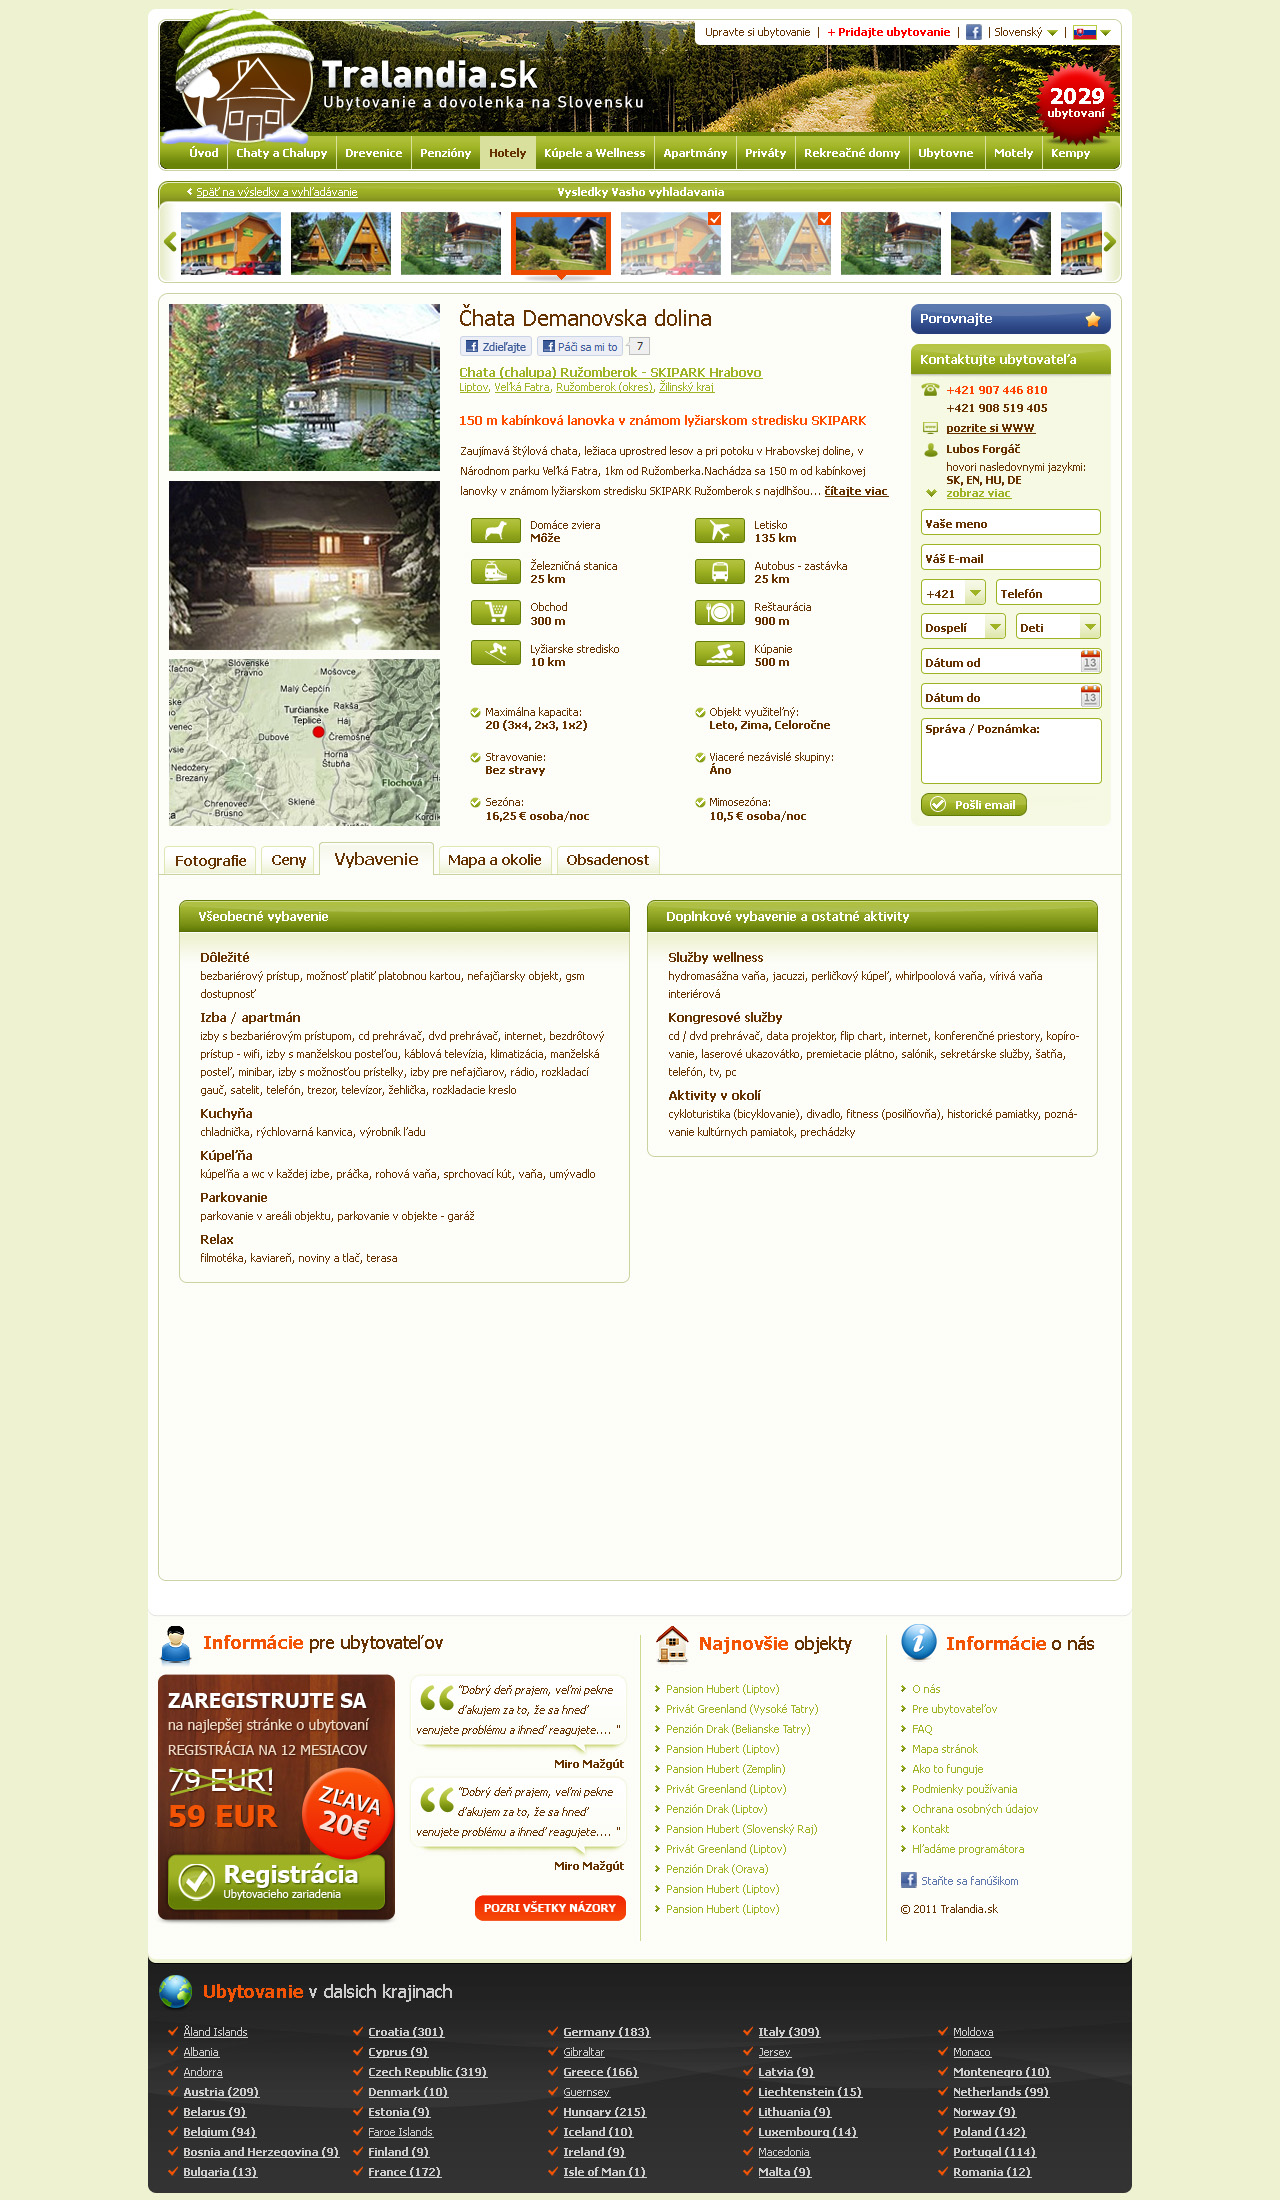 Upravte si ubytovanie | + Pridajte ubytovanie | Slovenský |
Tralandia.sk
Ubytovanie a dovolenka na Slovensku
2029
ubytovaní
Úvod Chaty a Chalupy Drevenice Penzióny Hotely Kúpele a Wellness Apartmány Priváty Rekreačné domy Ubytovne Motely Kempy
Späť na výsledky a vyhľadávanie
Vysledky Vasho vyhladavania
Čhata Demanovska dolina
Zdieľajte Páči sa mi to 7
Chata (chalupa) Ružomberok - SKIPARK Hrabovo
Liptov, Veľká Fatra, Ružomberok (okres), Žilinský kraj
150 m kabínková lanovka v známom lyžiarskom stredisku SKIPARK
Zaujímavá štýlová chata, ležiaca uprostred lesov a pri potoku v Hrabovskej doline, v
Národnom parku Veľká Fatra, 1km od Ružomberka.Nachádza sa 150 m od kabínkovej
lanovky v známom lyžiarskom stredisku SKIPARK Ružomberok s najdlhšou... čítajte viac
Domáce zviera
Môže
Letisko
135 km
Železničná stanica
25 km
Autobus - zastávka
25 km
Obchod
300 m
Reštaurácia
900 m
Lyžiarske stredisko
10 km
Kúpanie
500 m
Maximálna kapacita:
20 (3x4, 2x3, 1x2)
Objekt využiteľný:
Leto, Zima, Celoročne
Stravovanie:
Bez stravy
Viaceré nezávislé skupiny:
Áno
Sezóna:
16,25 € osoba/noc
Mimosezóna:
10,5 € osoba/noc
Slovenské
Pravno
Mošovce
Malý Čepčín
Turčianske
Teplice
Rakša
Háj
Dubové
Čremošné
Horná
Štubňa
Nedožery
- Brezany
Flochová
Chrenovec
- Brusno
Sklené
Porovnajte
Kontaktujte ubytovateľa
+421 907 446 810
+421 908 519 405
pozrite si WWW
Lubos Forgáč
hovori nasledovnymi jazykmi:
SK, EN, HU, DE
zobraz viac
Vaše meno
Váš E-mail
+421 Telefón
Dospelí Deti
Dátum od 13
Dátum do 13
Správa / Poznámka:
Pošli email
Fotografie Ceny Vybavenie Mapa a okolie Obsadenost
Všeobecné vybavenie
Dôležité
bezbariérový prístup, možnosť platiť platobnou kartou, nefajčiarsky objekt, gsm
dostupnosť
Izba / apartmán
izby s bezbariérovým prístupom, cd prehrávač, dvd prehrávač, internet, bezdrôtový
prístup - wifi, izby s manželskou posteľou, káblová televízia, klimatizácia, manželská
posteľ, minibar, izby s možnosťou prístelky, izby pre nefajčiarov, rádio, rozkladací
gauč, satelit, telefón, trezor, televízor, žehlička, rozkladacie kreslo
Kuchyňa
chladnička, rýchlovarná kanvica, výrobník ľadu
Kúpeľňa
kúpeľňa a wc v každej izbe, práčka, rohová vaňa, sprchovací kút, vaňa, umývadlo
Parkovanie
parkovanie v areáli objektu, parkovanie v objekte - garáž
Relax
filmotéka, kaviareň, noviny a tlač, terasa
Doplnkové vybavenie a ostatné aktivity
Služby wellness
hydromasážna vaňa, jacuzzi, perličkový kúpeľ, whirlpoolová vaňa, vírivá vaňa
interiérová
Kongresové služby
cd / dvd prehrávač, data projektor, flip chart, internet, konferenčné priestory, kopíro-
vanie, laserové ukazovátko, premietacie plátno, salónik, sekretárske služby, šatňa,
telefón, tv, pc
Aktivity v okolí
cykloturistika (bicyklovanie), divadlo, fitness (posilňovňa), historické pamiatky, pozná-
vanie kultúrnych pamiatok, prechádzky
Informácie pre ubytovateľov
ZAREGISTRUJTE SA
na najlepšej stránke o ubytovaní
REGISTRÁCIA NA 12 MESIACOV
79 EUR!
59 EUR
ZĽAVA
20€
Registrácia
Ubytovacieho zariadenia
"Dobrý deň prajem, veľmi pekne
ďakujem za to, že sa hneď
venujete problému a ihneď reagujete.... "
Miro Mažgút
"Dobrý deň prajem, veľmi pekne
ďakujem za to, že sa hneď
venujete problému a ihneď reagujete.... "
Miro Mažgút
POZRI VŠETKY NÁZORY
Najnovšie objekty
Pansion Hubert (Liptov)
Privát Greenland (Vysoké Tatry)
Penzión Drak (Belianske Tatry)
Pansion Hubert (Liptov)
Pansion Hubert (Zemplín)
Privát Greenland (Liptov)
Penzión Drak (Liptov)
Pansion Hubert (Slovenský Raj)
Privát Greenland (Liptov)
Penzión Drak (Orava)
Pansion Hubert (Liptov)
Pansion Hubert (Liptov)
Informácie o nás
O nás
Pre ubytovateľov
FAQ
Mapa stránok
Ako to funguje
Podmienky používania
Ochrana osobných údajov
Kontakt
Hľadáme programátora
Staňte sa fanúšikom
© 2011 Tralandia.sk
Ubytovanie v dalsich krajinach
Åland Islands
Albania
Andorra
Austria (209)
Belarus (9)
Belgium (94)
Bosnia and Herzegovina (9)
Bulgaria (13)
Croatia (301)
Cyprus (9)
Czech Republic (319)
Denmark (10)
Estonia (9)
Faroe Islands
Finland (9)
France (172)
Germany (183)
Gibraltar
Greece (166)
Guernsey
Hungary (215)
Iceland (10)
Ireland (9)
Isle of Man (1)
Italy (309)
Jersey
Latvia (9)
Liechtenstein (15)
Lithuania (9)
Luxembourg (14)
Macedonia
Malta (9)
Moldova
Monaco
Montenegro (10)
Netherlands (99)
Norway (9)
Poland (142)
Portugal (114)
Romania (12)